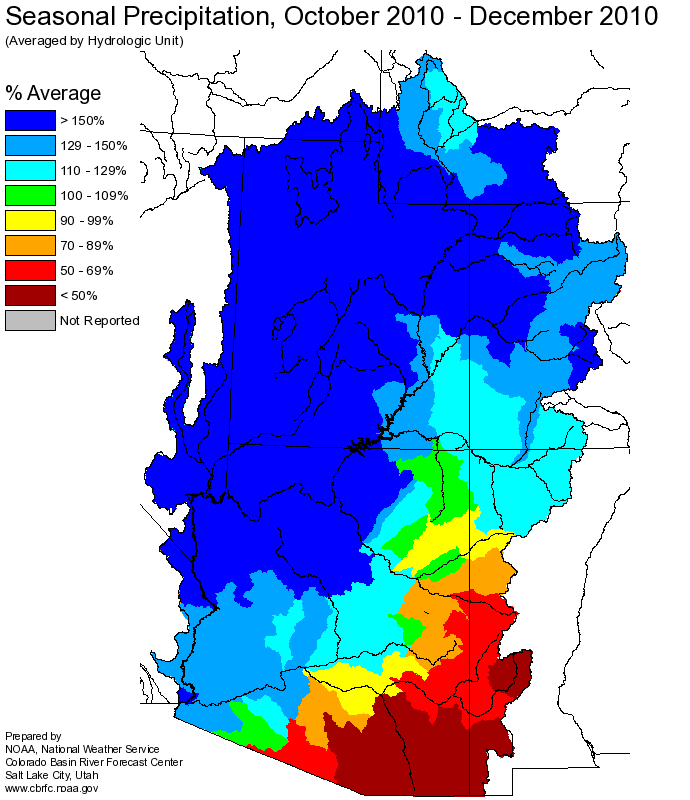 Seasonal Precipitation, October 2010 - December 2010
(Averaged by Hydrologic Unit)
% Average
> 150%
129 - 150%
110 - 129%
100 - 109%
90 - 99%
70 - 89%
50 - 69%
< 50%
Not Reported
Prepared by
NOAA, National Weather Service
Colorado Basin River Forecast Center
Salt Lake City, Utah
www.cbrfc.noaa.gov